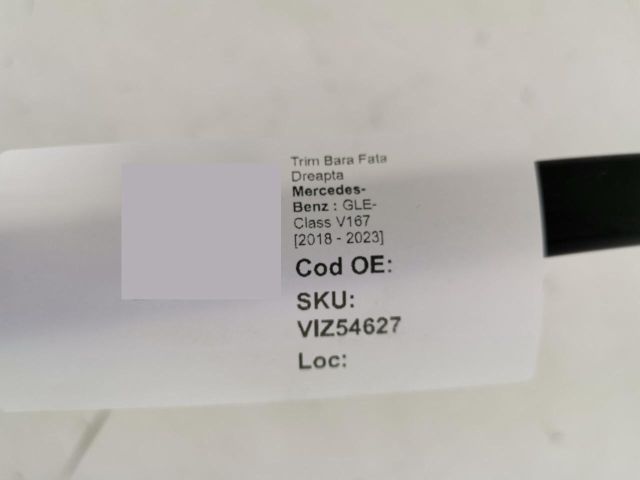 Trim Bara Fata
Dreapta
Mercedes-
Benz : GLE-
Class V167
[2018 - 2023]
Cod OE:
SKU:
VIZ54627
Loc: